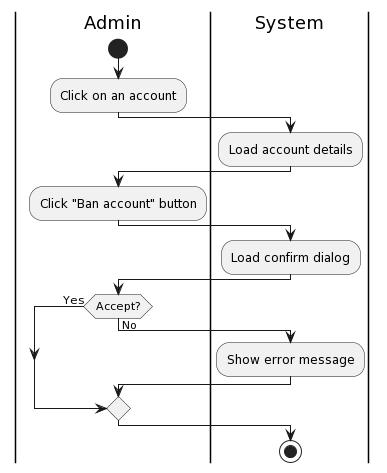 Admin
System
Click on an account
Load account details
Click "Ban account" button
Load confirm dialog
Yes
Accept?
No
Show error message